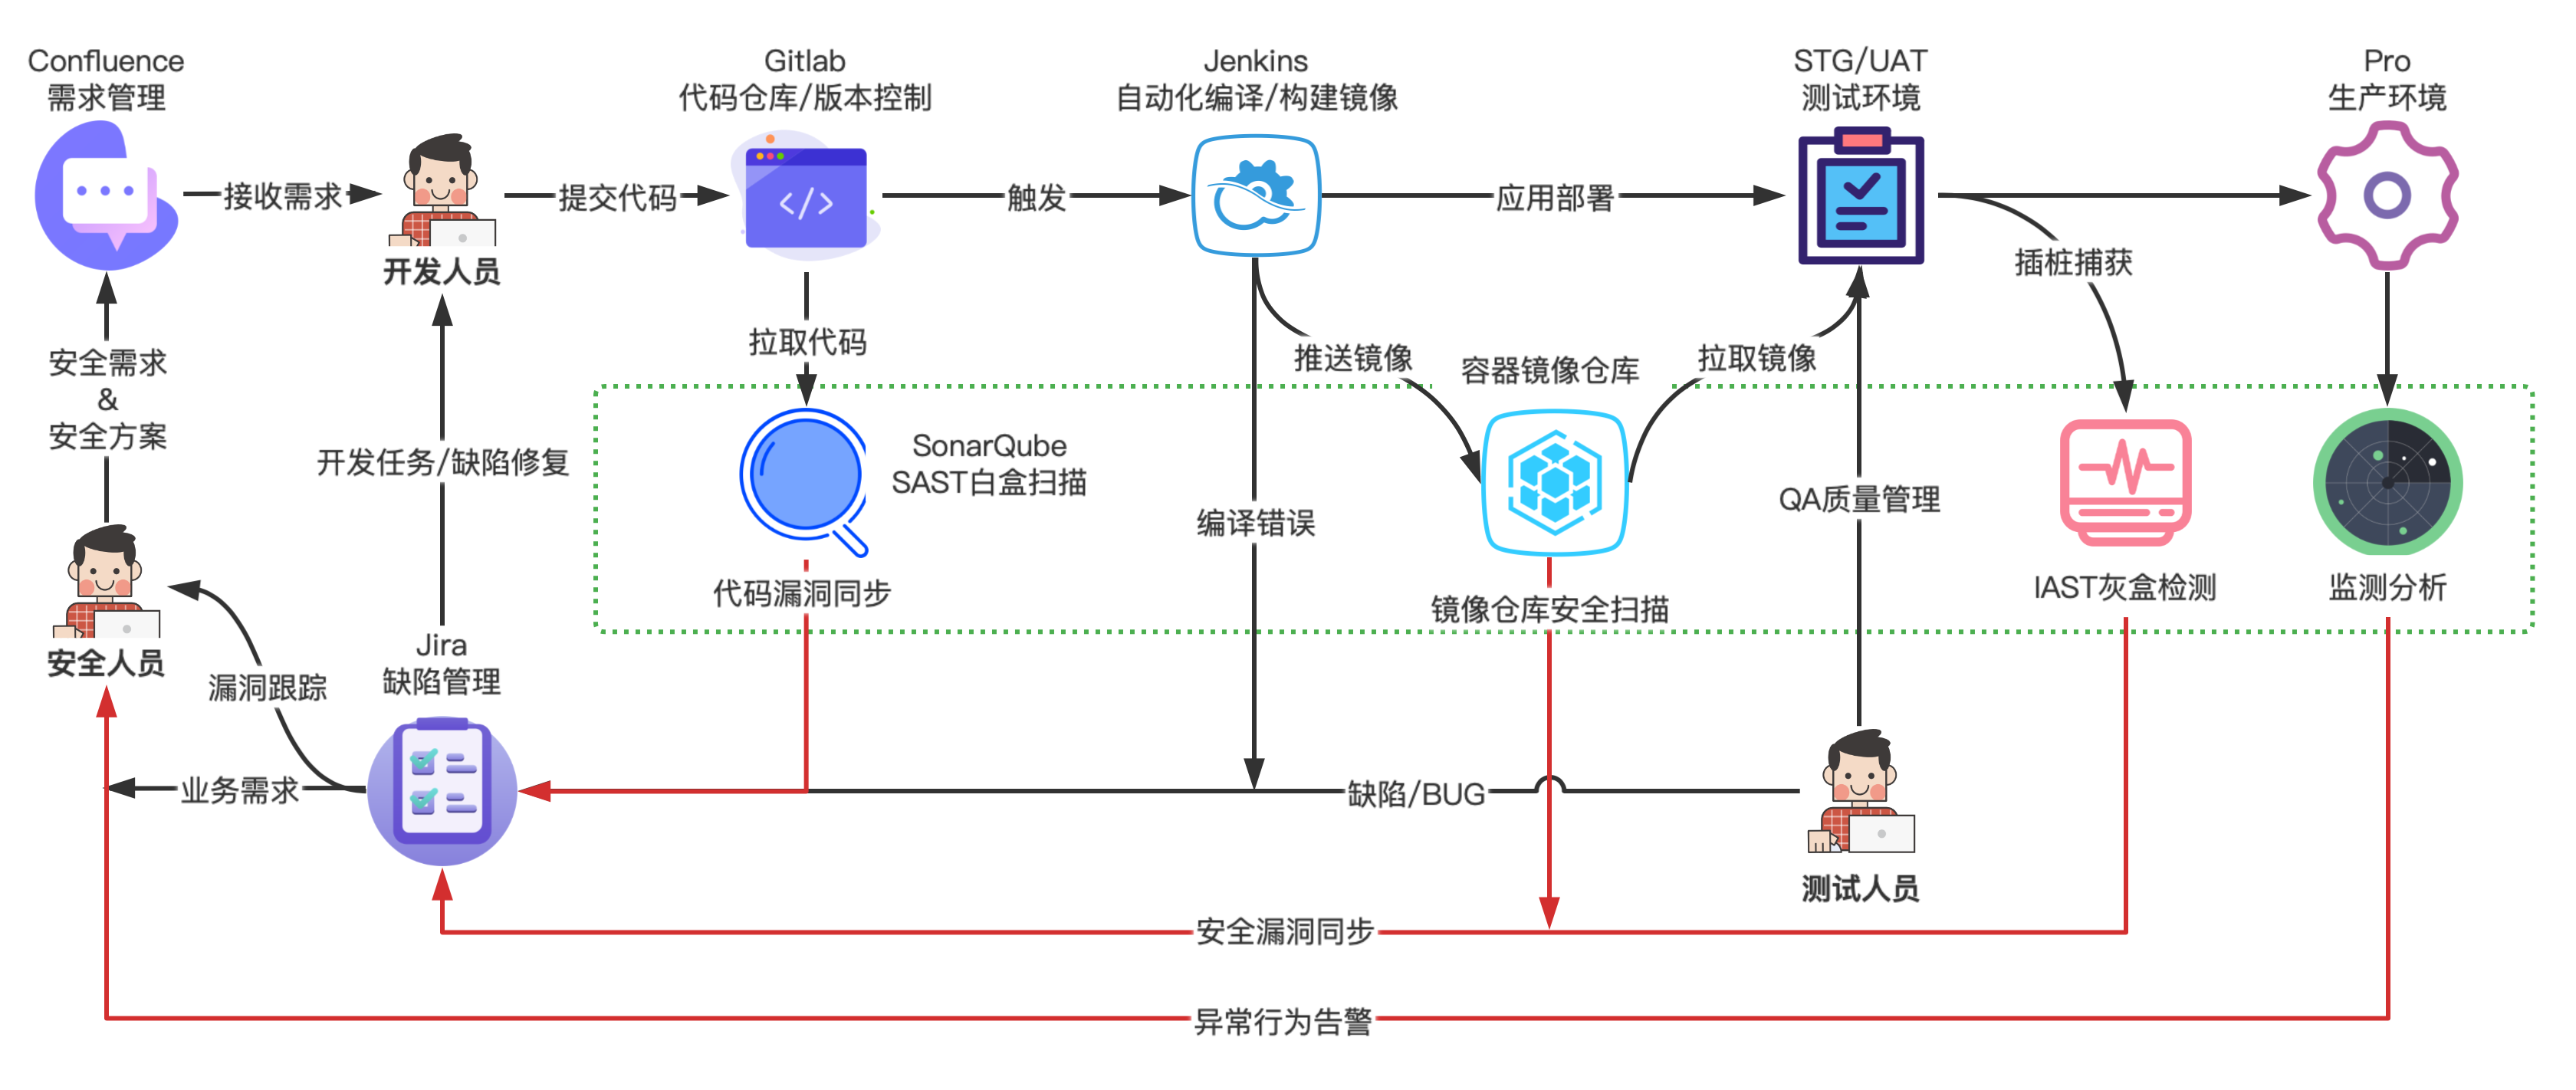 Confluence
需求管理
Gitlab
代码仓库/版本控制
Jenkins
自动化编译/构建镜像
STG/UAT
测试环境
Pro
生产环境
接收需求
提交代码
触发
应用部署
插桩捕获
开发人员
安全需求
&
安全方案
拉取代码
推送镜像
容器镜像仓库
拉取镜像
开发任务/缺陷修复
SonarQube
SAST白盒扫描
编译错误
QA质量管理
代码漏洞同步
镜像仓库安全扫描
IAST灰盒检测
监测分析
安全人员
Jira
缺陷管理
漏洞跟踪
业务需求
缺陷/BUG
测试人员
安全漏洞同步
异常行为告警